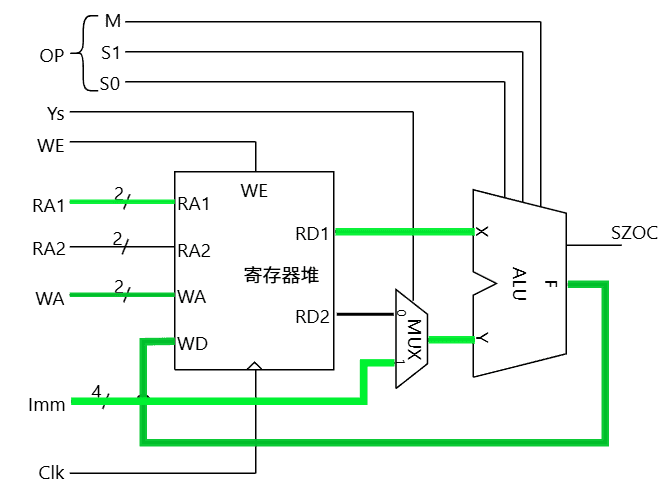 M
OP
S1
S0
Ys
WE
WE
2
RA1
RA1
RD1
X
SZOC
2
RA2
RA2
寄存器堆
ALU
F
2
WA
WA
RD2
0
MUX
Y
WD
1
4
Imm
Clk